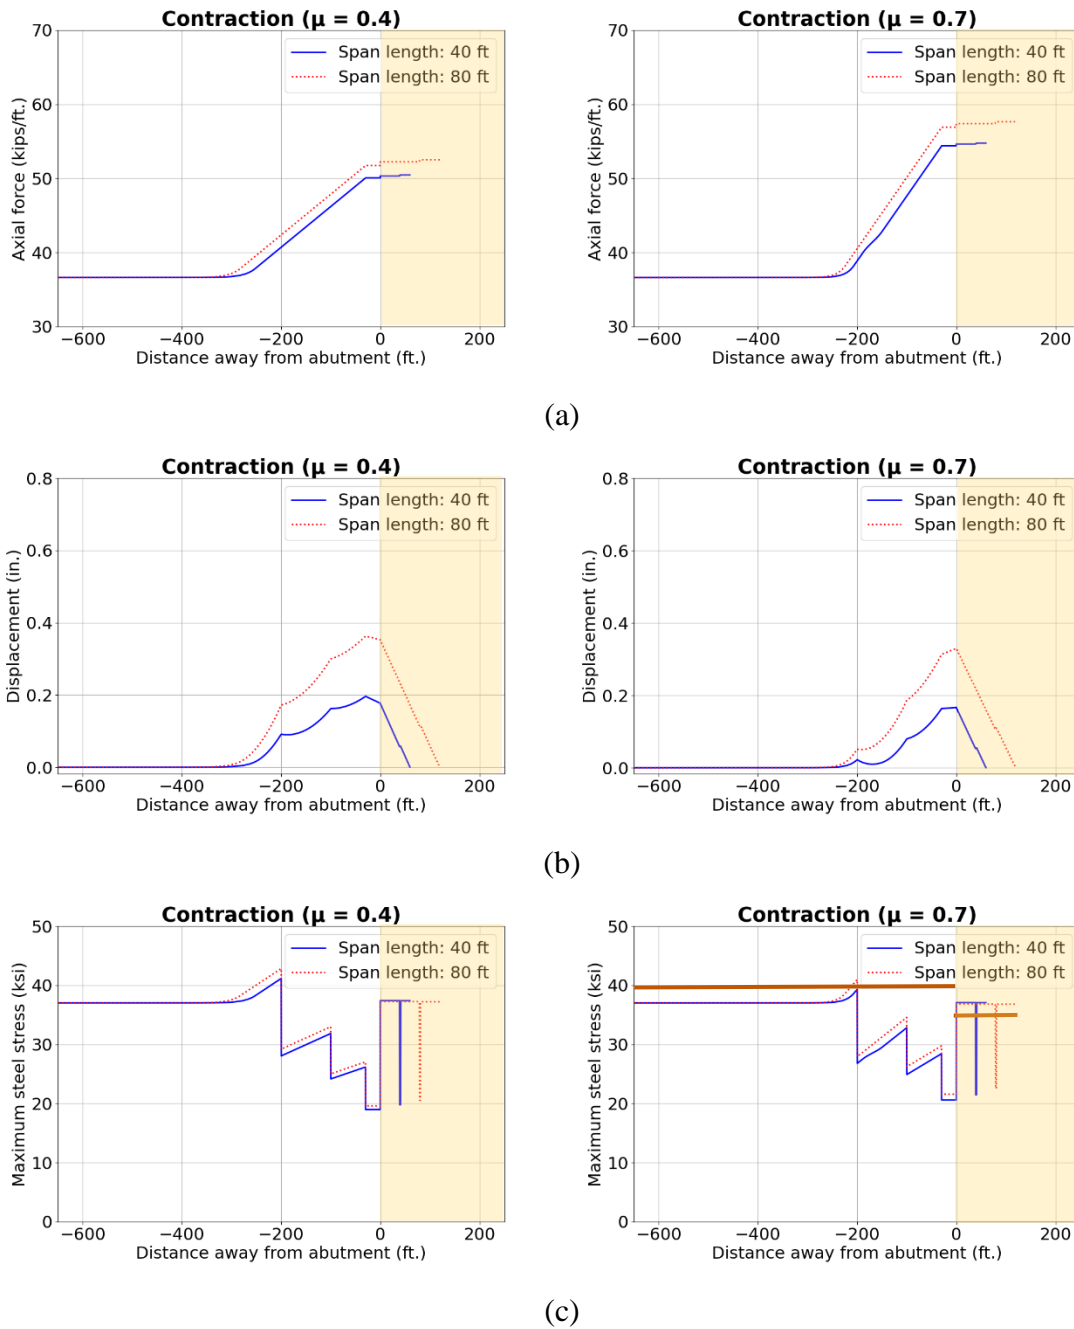 Contraction (μ = 0.4)
Span length: 40 ft
Span length: 80 ft
70
60
50
40
30
Axial force (kips/ft.)
−600
−400
−200
0
200
Distance away from abutment (ft.)
Contraction (μ = 0.7)
Span length: 40 ft
Span length: 80 ft
70
60
50
40
30
Axial force (kips/ft.)
−600
−400
−200
0
200
Distance away from abutment (ft.)
(a)
Contraction (μ = 0.4)
Span length: 40 ft
Span length: 80 ft
0.8
0.6
0.4
0.2
0.0
Displacement (in.)
−600
−400
−200
0
200
Distance away from abutment (ft.)
Contraction (μ = 0.7)
Span length: 40 ft
Span length: 80 ft
0.8
0.6
0.4
0.2
0.0
Displacement (in.)
−600
−400
−200
0
200
Distance away from abutment (ft.)
(b)
Contraction (μ = 0.4)
Span length: 40 ft
Span length: 80 ft
50
40
30
20
10
0
Maximum steel stress (ksi)
−600
−400
−200
0
200
Distance away from abutment (ft.)
Contraction (μ = 0.7)
Span length: 40 ft
Span length: 80 ft
50
40
30
20
10
0
Maximum steel stress (ksi)
−600
−400
−200
0
200
Distance away from abutment (ft.)
(c)